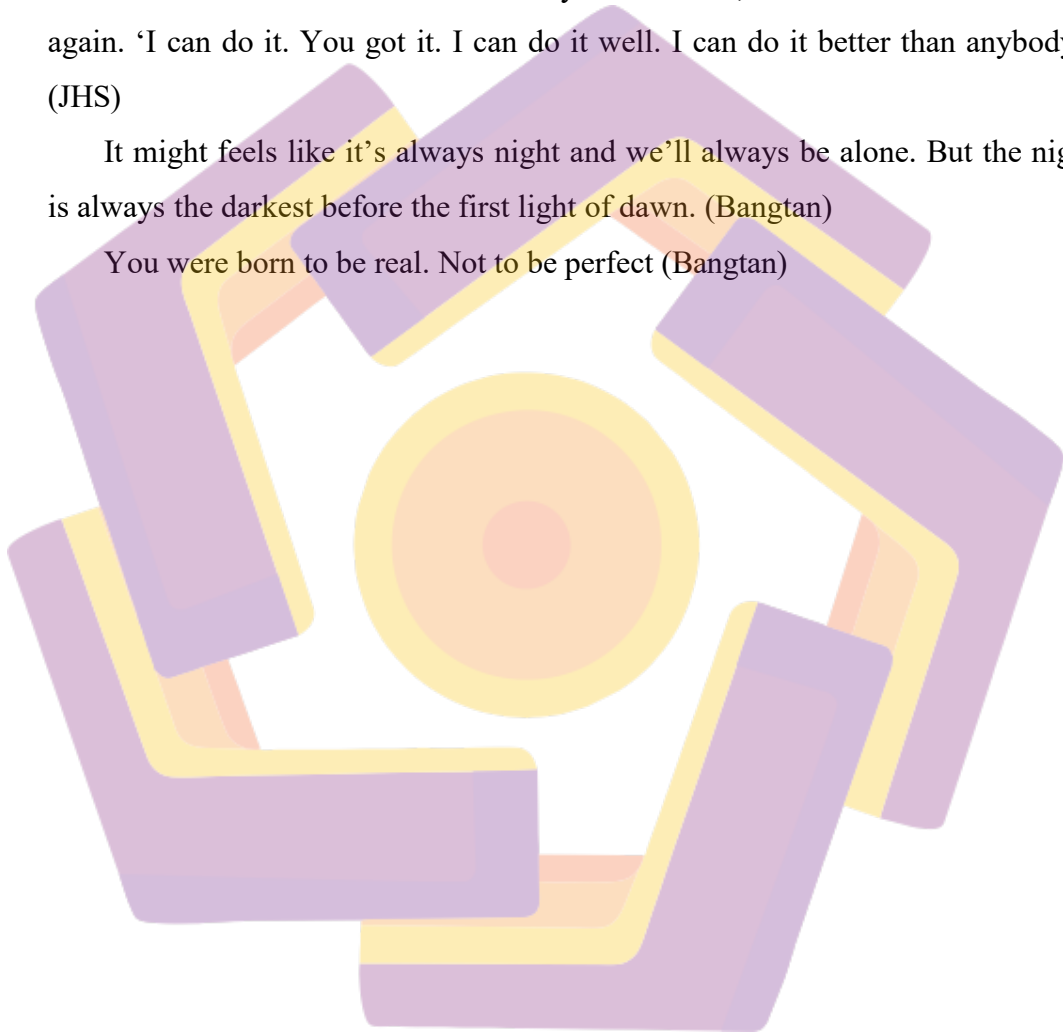 again. ‘I can do it. You got it. I can do it well. I can do it better than anybody
(JHS)
It might feels like it’s always night and we’ll always be alone. But the nig
is always the darkest before the first light of dawn. (Bangtan)
You were born to be real. Not to be perfect (Bangtan)